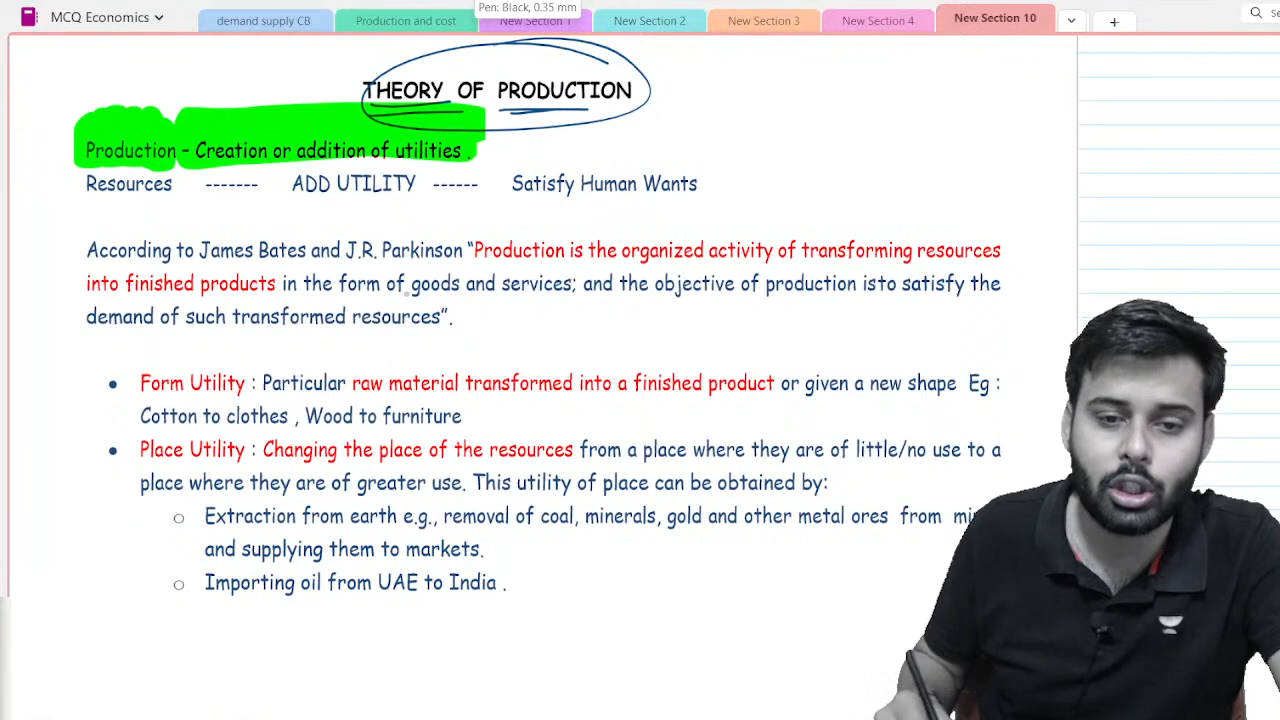 Pen: Black, 0.35 mm
MCQ Economics
demand supply CB
Production and cost
New Section 1
New Section 2
New Section 3
New Section 4
New Section 10
THEORY OF PRODUCTION
Production – Creation or addition of utilities .
Resources ------- ADD UTILITY ------ Satisfy Human Wants
According to James Bates and J.R. Parkinson “Production is the organized activity of transforming resources
into finished products in the form of goods and services; and the objective of production isto satisfy the
demand of such transformed resources”.
• Form Utility : Particular raw material transformed into a finished product or given a new shape Eg :
Cotton to clothes , Wood to furniture
• Place Utility : Changing the place of the resources from a place where they are of little/no use to a
place where they are of greater use. This utility of place can be obtained by:
○ Extraction from earth e.g., removal of coal, minerals, gold and other metal ores from
and supplying them to markets.
○ Importing oil from UAE to India .